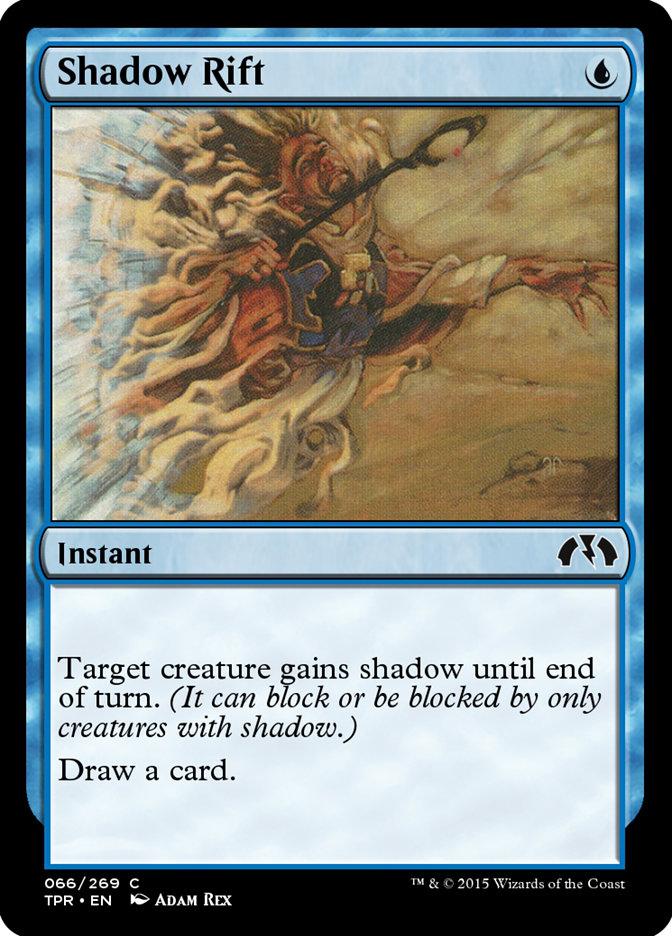 Shadow Rift
Instant
Target creature gains shadow until end
of turn. (It can block or be blocked by only
creatures with shadow.)
Draw a card.
066/269 C
TPR • EN Adam Rex
™ & © 2015 Wizards of the Coast